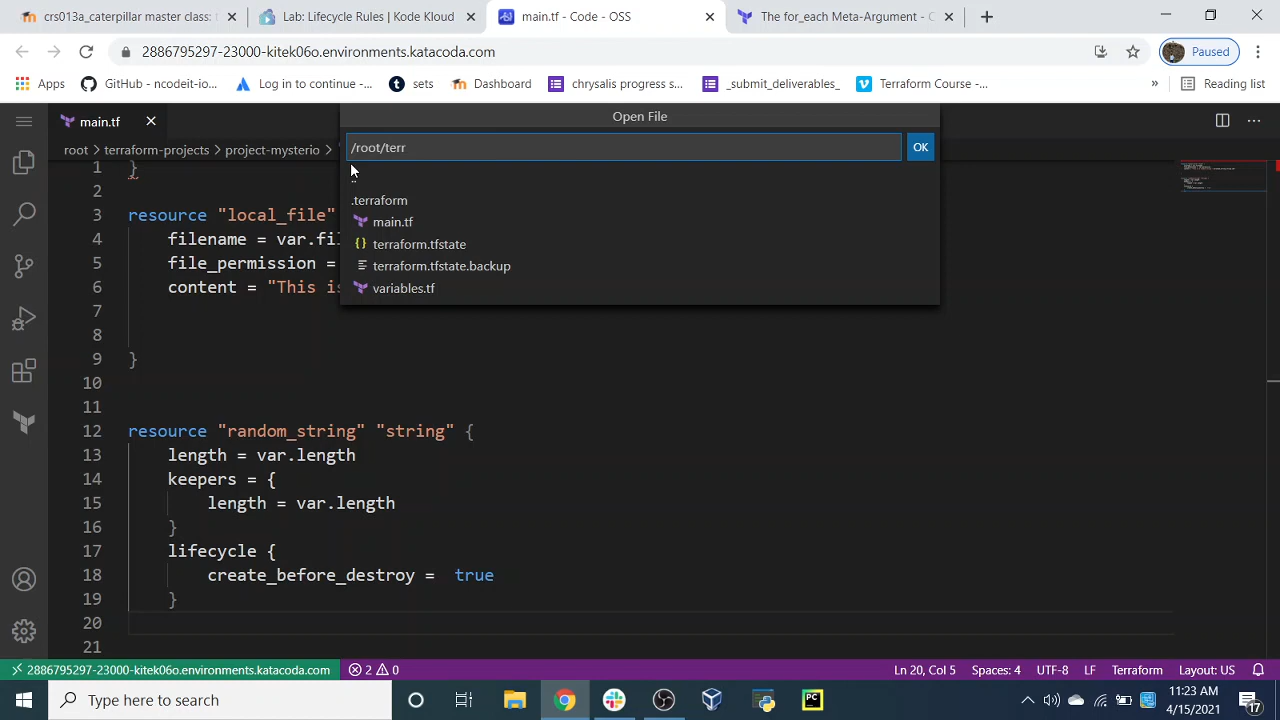 crs013a_caterpillar master class:
Lab: Lifecycle Rules | Kode Kloud
main.tf - Code - OSS
The for_each Meta-Argument - C
2886795297-23000-kitek06o.environments.katacoda.com
Paused
Apps
GitHub - ncodeit-io...
Log in to continue -...
sets
Dashboard
chrysalis progress s...
_submit_deliverables_
Terraform Course -...
»
Reading list
main.tf
Open File
root > terraform-projects > project-mysterio >
/root/terr
OK
..
.terraform
main.tf
terraform.tfstate
terraform.tfstate.backup
variables.tf
1 }
2
3 resource "local_file"
4 filename = var.fil
5 file_permission =
6 content = "This is
7
8
9 }
10
11
12 resource "random_string" "string" {
13 length = var.length
14 keepers = {
15 length = var.length
16 }
17 lifecycle {
18 create_before_destroy = true
19 }
20
21
2886795297-23000-kitek06o.environments.katacoda.com
2 0
Ln 20, Col 5
Spaces: 4
UTF-8
LF
Terraform
Layout: US
Type here to search
PC
11:23 AM
4/15/2021
17